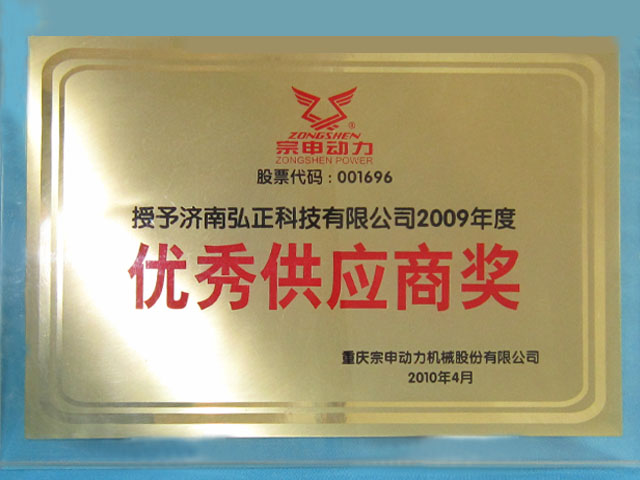 ZONGSHEN
®
宗申动力
ZONGSHEN POWER
股票代码：001696
授予济南弘正科技有限公司2009年度
优秀供应商奖
重庆宗申动力机械股份有限公司
2010年4月